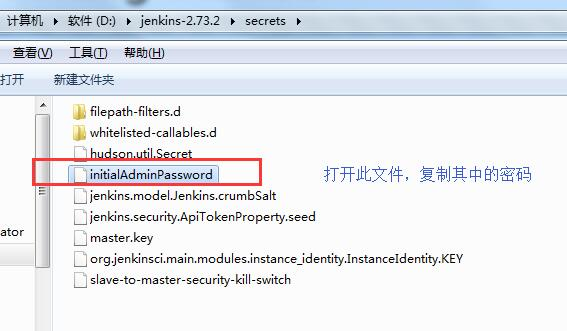 计算机 ▸ 软件 (D:) ▸ jenkins-2.73.2 ▸ secrets ▸
查看(V) 工具(T) 帮助(H)
打开 新建文件夹
filepath-filters.d
whitelisted-callables.d
hudson.util.Secret
initialAdminPassword 打开此文件，复制其中的密码
jenkins.model.Jenkins.crumbSalt
jenkins.security.ApiTokenProperty.seed
ator master.key
org.jenkinsci.main.modules.instance_identity.InstanceIdentity.KEY
slave-to-master-security-kill-switch